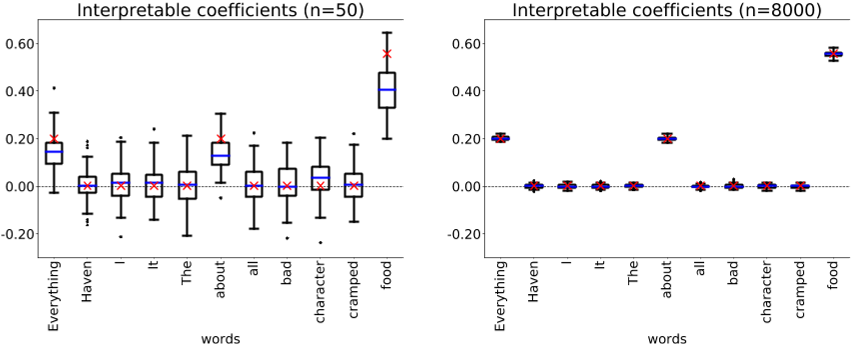 Interpretable coefficients (n=50)
0.60
0.40
0.20
0.00
-0.20
Everything
Haven
I
It
The
about
all
bad
character
cramped
food
words
Interpretable coefficients (n=8000)
0.60
0.40
0.20
0.00
-0.20
Everything
Haven
I
It
The
about
all
bad
character
cramped
food
words